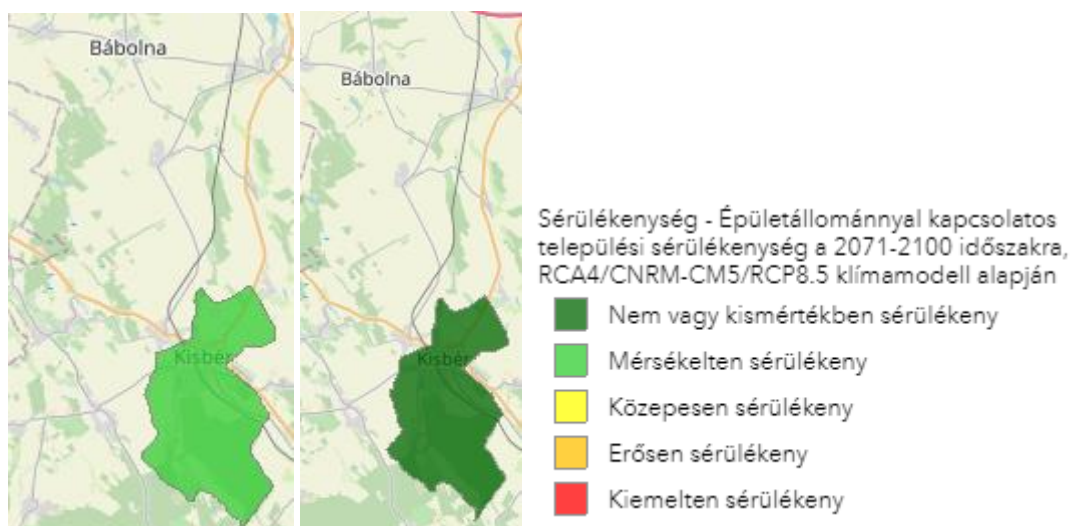 Bábolna
Kisbér
Bábolna
Kisbér
Sérülékenység - Épületállománnyal kapcsolatos
települési sérülékenység a 2071-2100 időszakra,
RCA4/CNRM-CM5/RCP8.5 klímamodell alapján
Nem vagy kismértékben sérülékeny
Mérsékelten sérülékeny
Közepesen sérülékeny
Erősen sérülékeny
Kiemelten sérülékeny